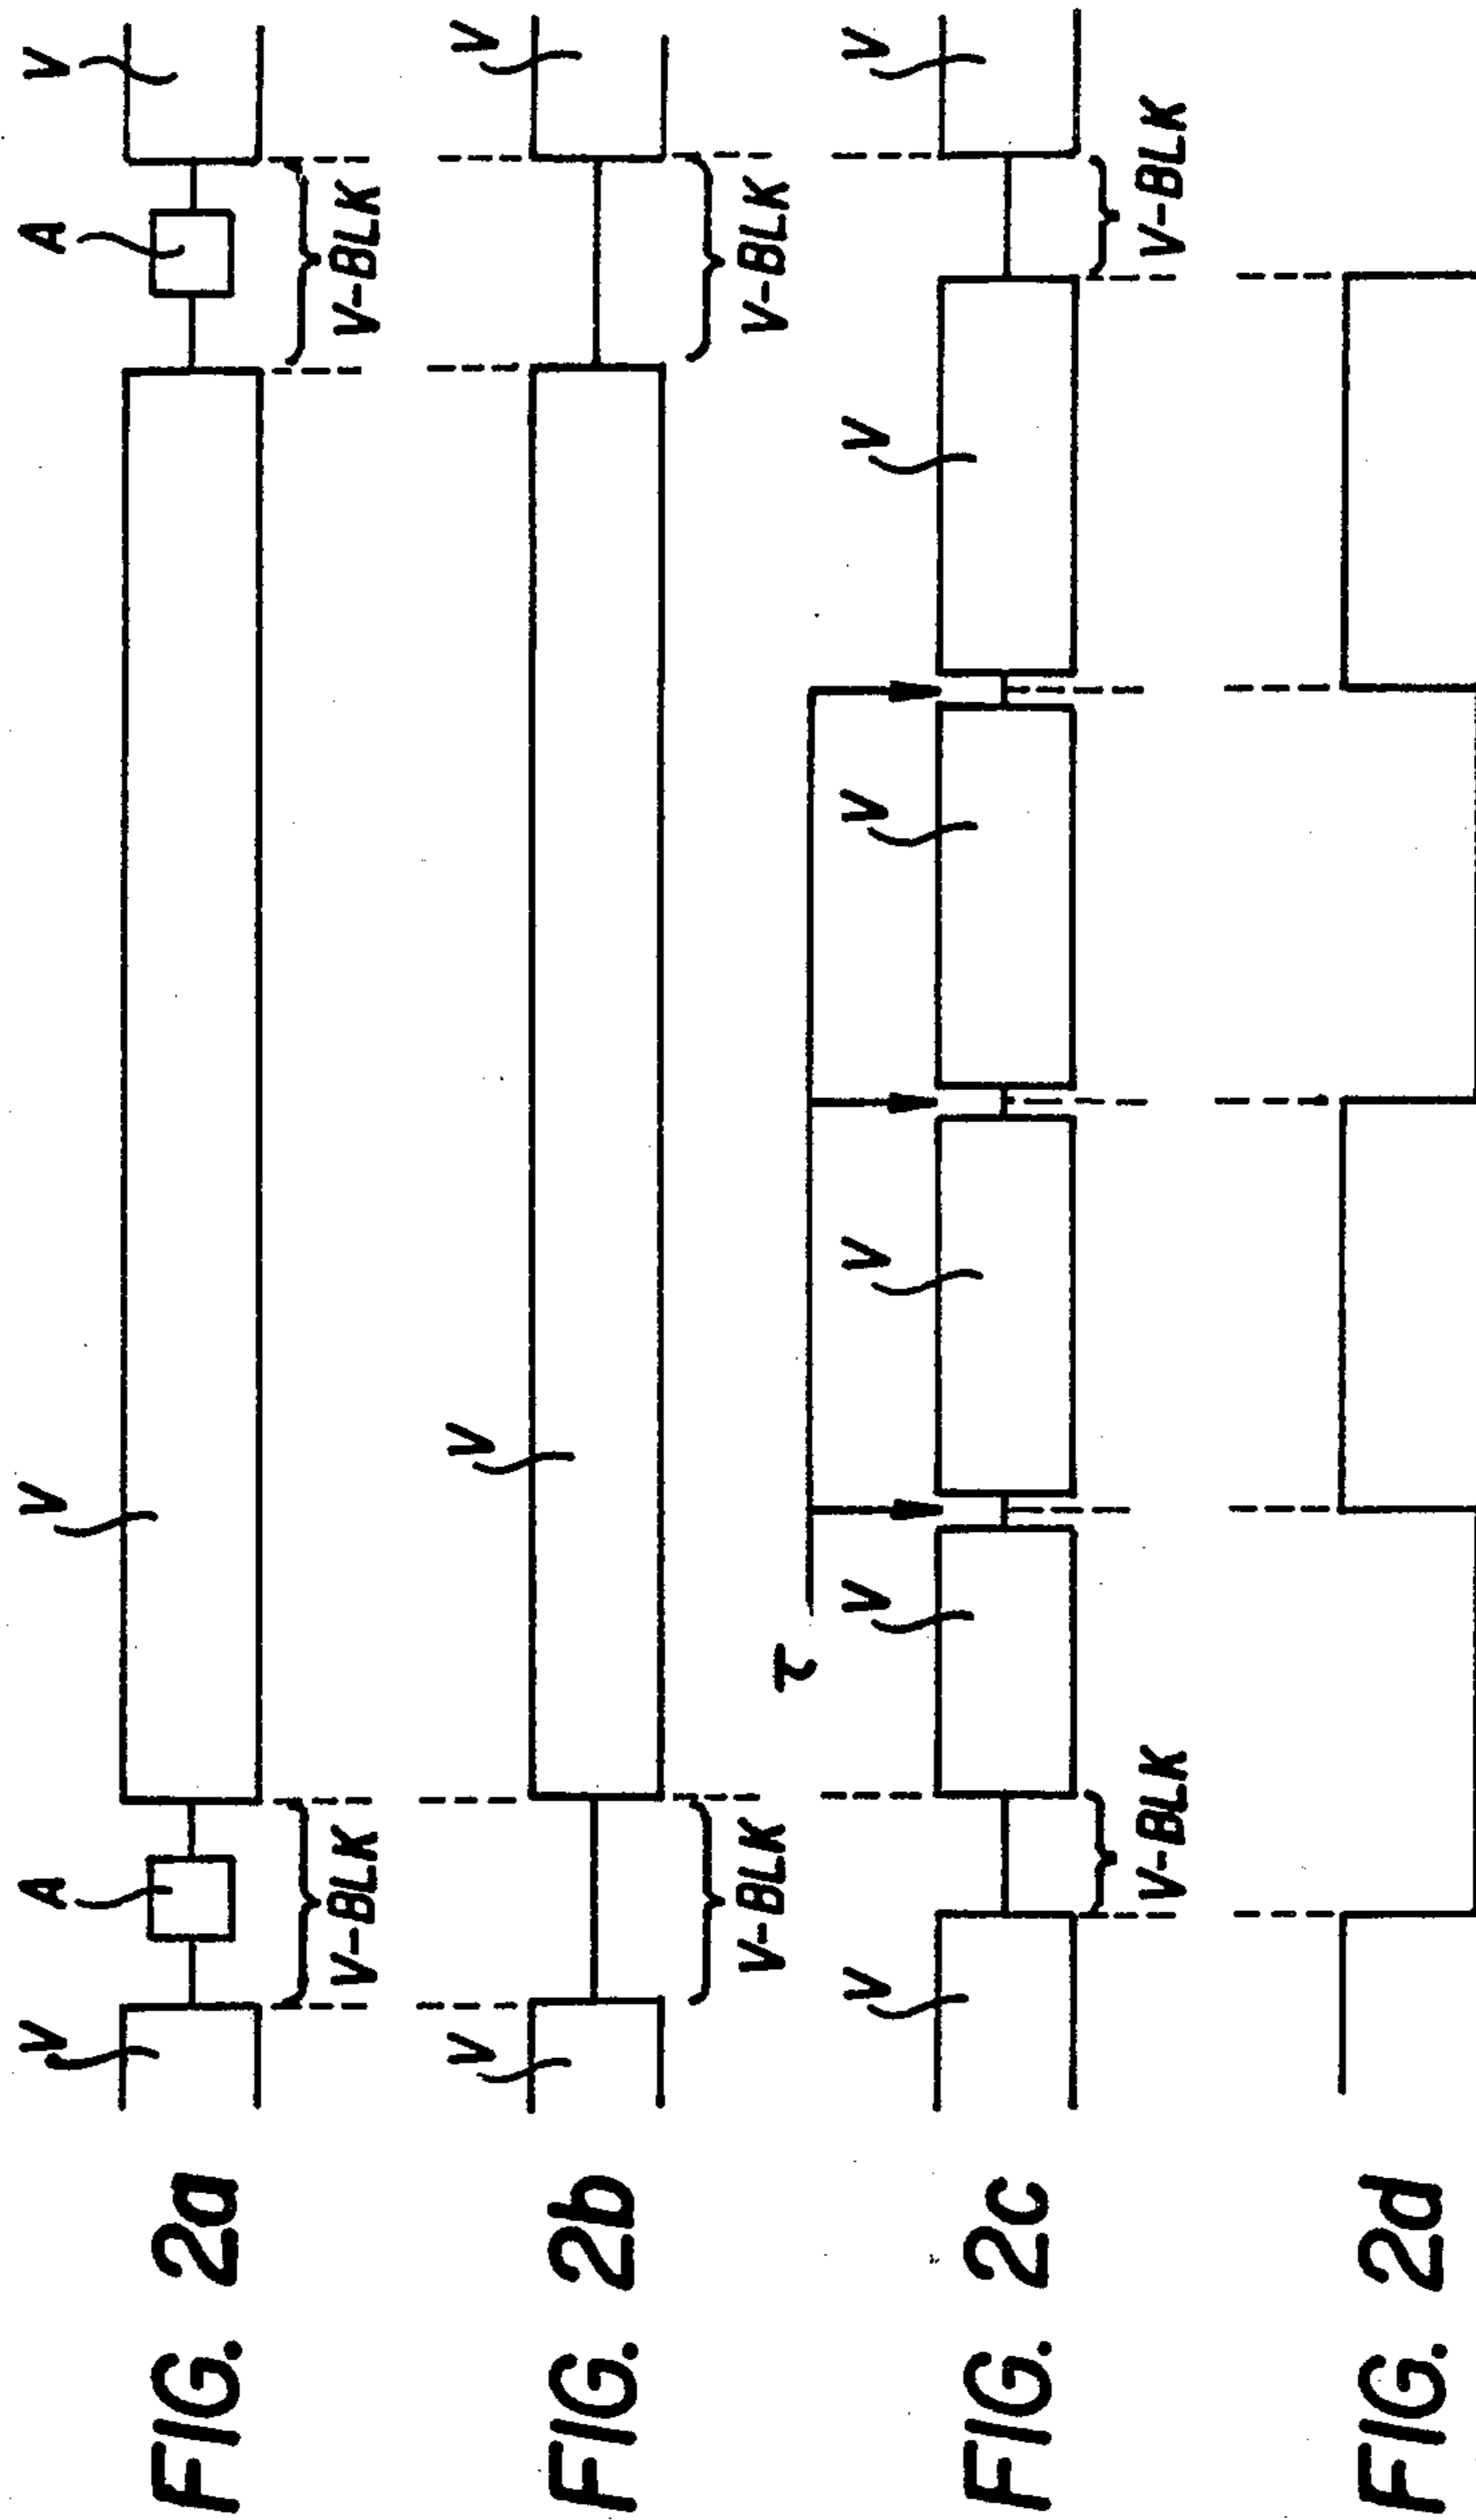 FIG. 2a
V
A
V-BLK
V
A
V-BLK
V
FIG. 2b
V
V-BLK
V
V-BLK
V
FIG. 2c
τ
V
V-BLK
V
V
V
V
V-BLK
V
FIG. 2d